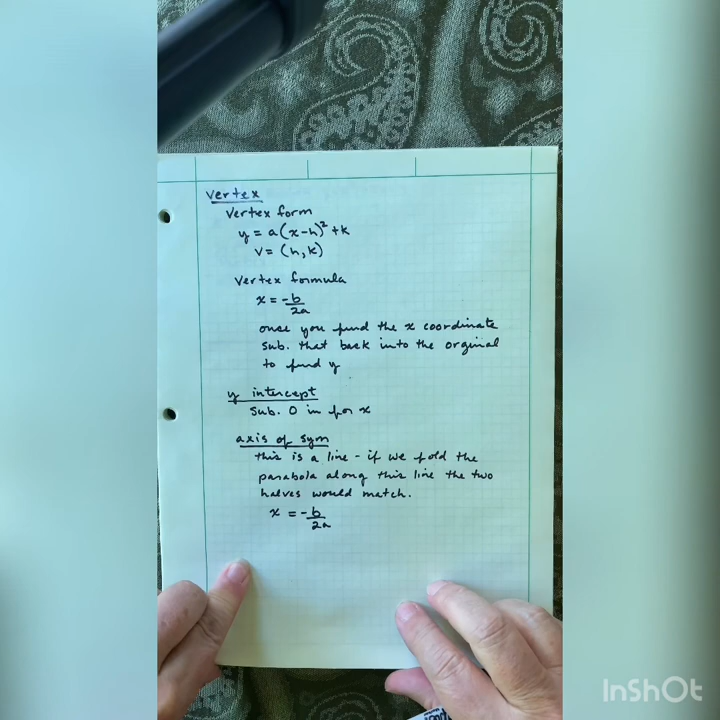 vertex
vertex form
y = a(x-h)² + k
V = (h, k)
vertex formula
x = -b/2a
once you find the x coordinate
sub. that back into the orginal
to find y
y intercept
sub. 0 in for x
axis of sym
this is a line - if we fold the
parabola along this line the two
halves would match.
x = -b/2a
InShOt